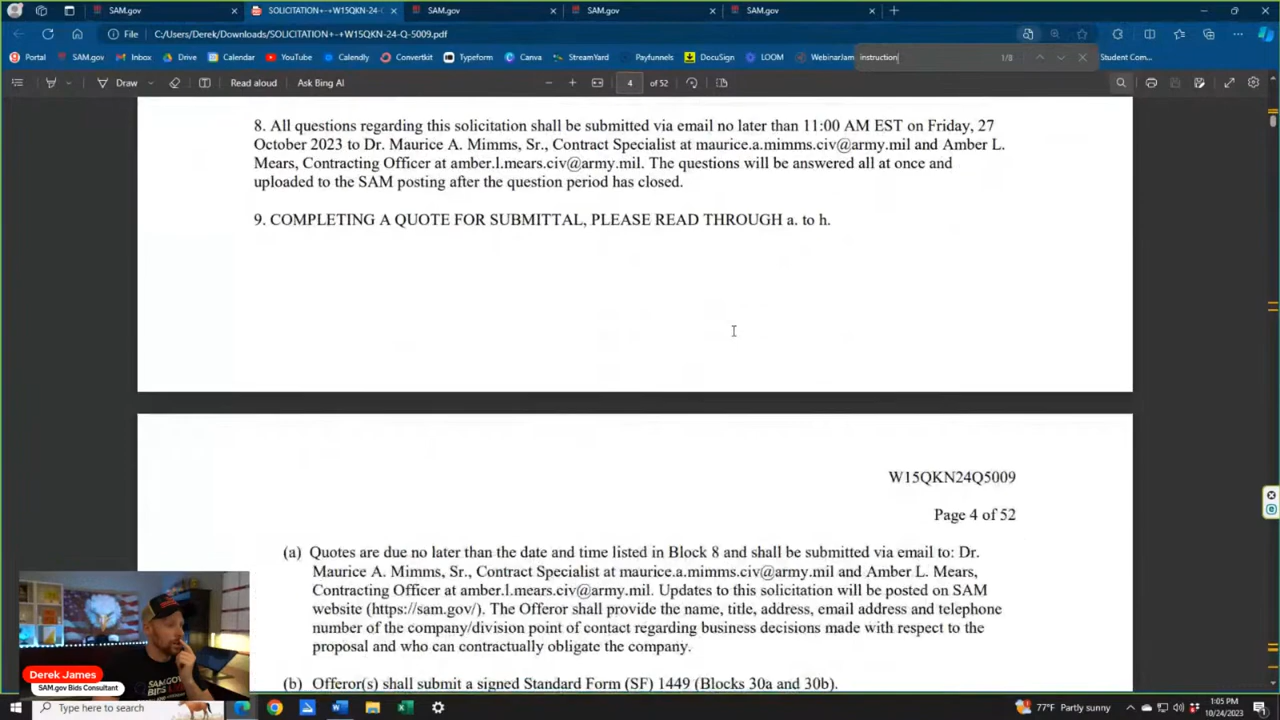 SAM.gov
SOLICITATION+-+W15QKN-24-Q
SAM.gov
SAM.gov
SAM.gov
File C:/Users/Derek/Downloads/SOLICITATION+-+W15QKN-24-Q-5009.pdf
Portal SAM.gov Inbox Drive Calendar YouTube Calendly Convertkit Typeform Canva StreamYard Payfunnels DocuSign LOOM WebinarJam instruction 1/8 Student Com...
Draw Read aloud Ask Bing AI 4 of 52
8. All questions regarding this solicitation shall be submitted via email no later than 11:00 AM EST on Friday, 27
October 2023 to Dr. Maurice A. Mimms, Sr., Contract Specialist at maurice.a.mimms.civ@army.mil and Amber L.
Mears, Contracting Officer at amber.l.mears.civ@army.mil. The questions will be answered all at once and
uploaded to the SAM posting after the question period has closed.
9. COMPLETING A QUOTE FOR SUBMITTAL, PLEASE READ THROUGH a. to h.
W15QKN24Q5009
Page 4 of 52
(a) Quotes are due no later than the date and time listed in Block 8 and shall be submitted via email to: Dr.
Maurice A. Mimms, Sr., Contract Specialist at maurice.a.mimms.civ@army.mil and Amber L. Mears,
Contracting Officer at amber.l.mears.civ@army.mil. Updates to this solicitation will be posted on SAM
website (https://sam.gov/). The Offeror shall provide the name, title, address, email address and telephone
number of the company/division point of contact regarding business decisions made with respect to the
proposal and who can contractually obligate the company.
(b) Offeror(s) shall submit a signed Standard Form (SF) 1449 (Blocks 30a and 30b).
Derek James
SAM.gov Bids Consultant
SAM.GOV
BIDS
Type here to search
77°F Partly sunny
1:05 PM
10/24/2023